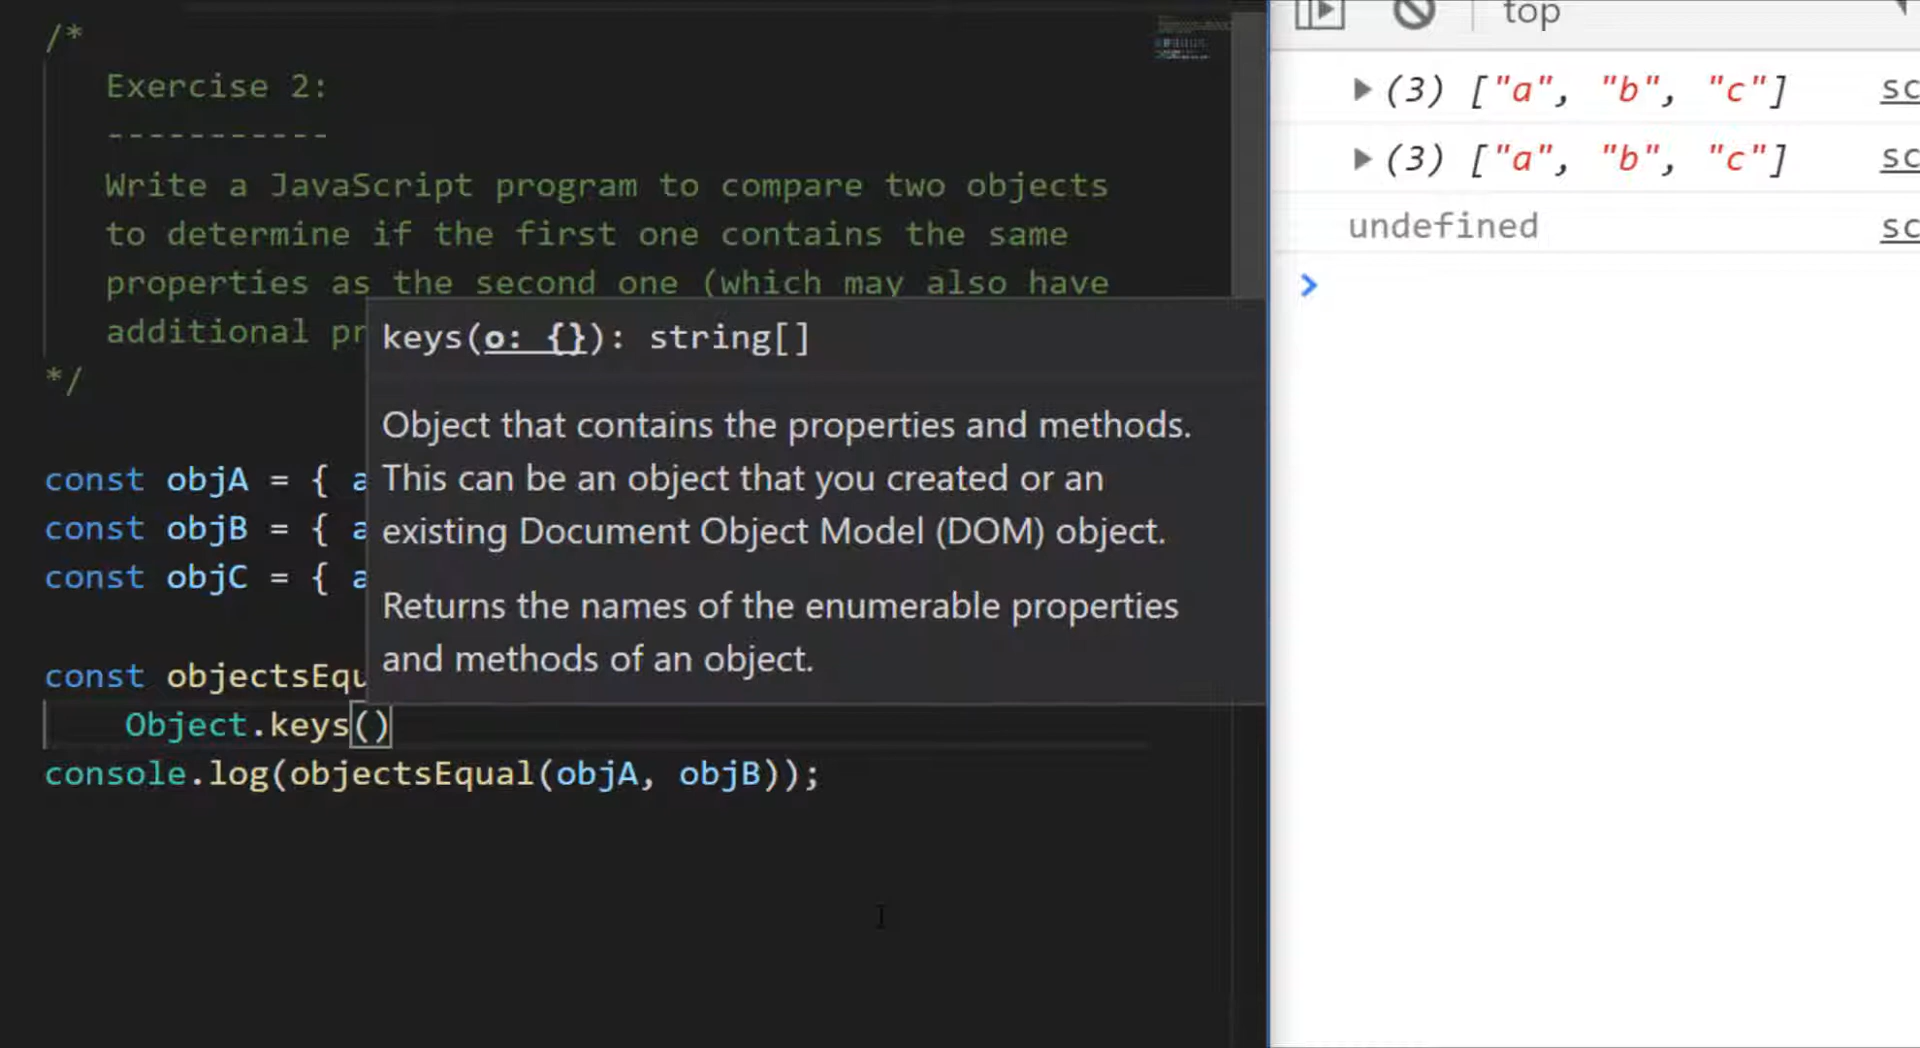 /*
Exercise 2:
-----------
Write a JavaScript program to compare two objects
to determine if the first one contains the same
properties as the second one (which may also have
additional pr
*/
keys(o: {}): string[]
Object that contains the properties and methods.
This can be an object that you created or an
existing Document Object Model (DOM) object.
Returns the names of the enumerable properties
and methods of an object.
const objA = { a
const objB = { a
const objC = { a
const objectsEqu
Object.keys()
console.log(objectsEqual(objA, objB));
top
(3) ["a", "b", "c"] sc
(3) ["a", "b", "c"] sc
undefined sc
>